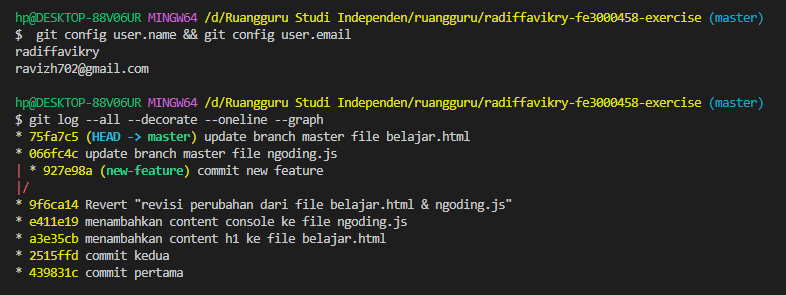 hp@DESKTOP-88V06UR MINGW64 /d/Ruangguru Studi Independen/ruangguru/radiffavikry-fe3000458-exercise (master)
$  git config user.name && git config user.email
radiffavikry
ravizh702@gmail.com
hp@DESKTOP-88V06UR MINGW64 /d/Ruangguru Studi Independen/ruangguru/radiffavikry-fe3000458-exercise (master)
$ git log --all --decorate --oneline --graph
* 75fa7c5 (HEAD -> master) update branch master file belajar.html
* 066fc4c update branch master file ngoding.js
| * 927e98a (new-feature) commit new feature
|/
* 9f6ca14 Revert "revisi perubahan dari file belajar.html & ngoding.js"
* e411e19 menambahkan content console ke file ngoding.js
* a3e35cb menambahkan content h1 ke file belajar.html
* 2515ffd commit kedua
* 439831c commit pertama